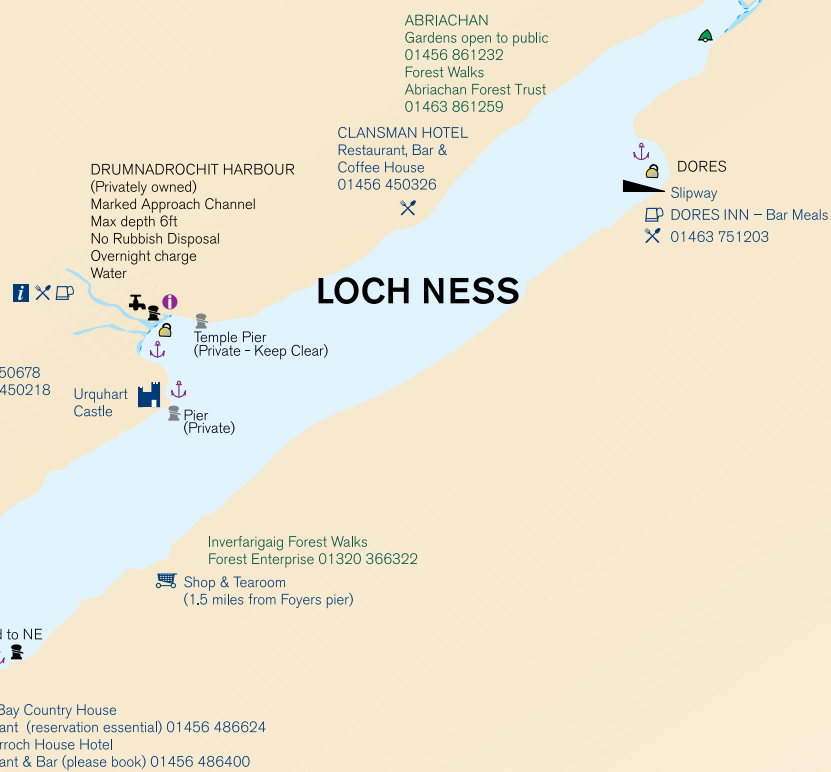 ABRIACHAN
Gardens open to public
01456 861232
Forest Walks
Abriachan Forest Trust
01463 861259
CLANSMAN HOTEL
Restaurant, Bar &
Coffee House
01456 450326
DORES
Slipway
DORES INN – Bar Meals
01463 751203
DRUMNADROCHIT HARBOUR
(Privately owned)
Marked Approach Channel
Max depth 6ft
No Rubbish Disposal
Overnight charge
Water
LOCH NESS
i
i
Temple Pier
(Private - Keep Clear)
50678
450218
Urquhart
Castle
Pier
(Private)
Inverfarigaig Forest Walks
Forest Enterprise 01320 366322
Shop & Tearoom
(1.5 miles from Foyers pier)
d to NE
Bay Country House
ant (reservation essential) 01456 486624
rroch House Hotel
ant & Bar (please book) 01456 486400